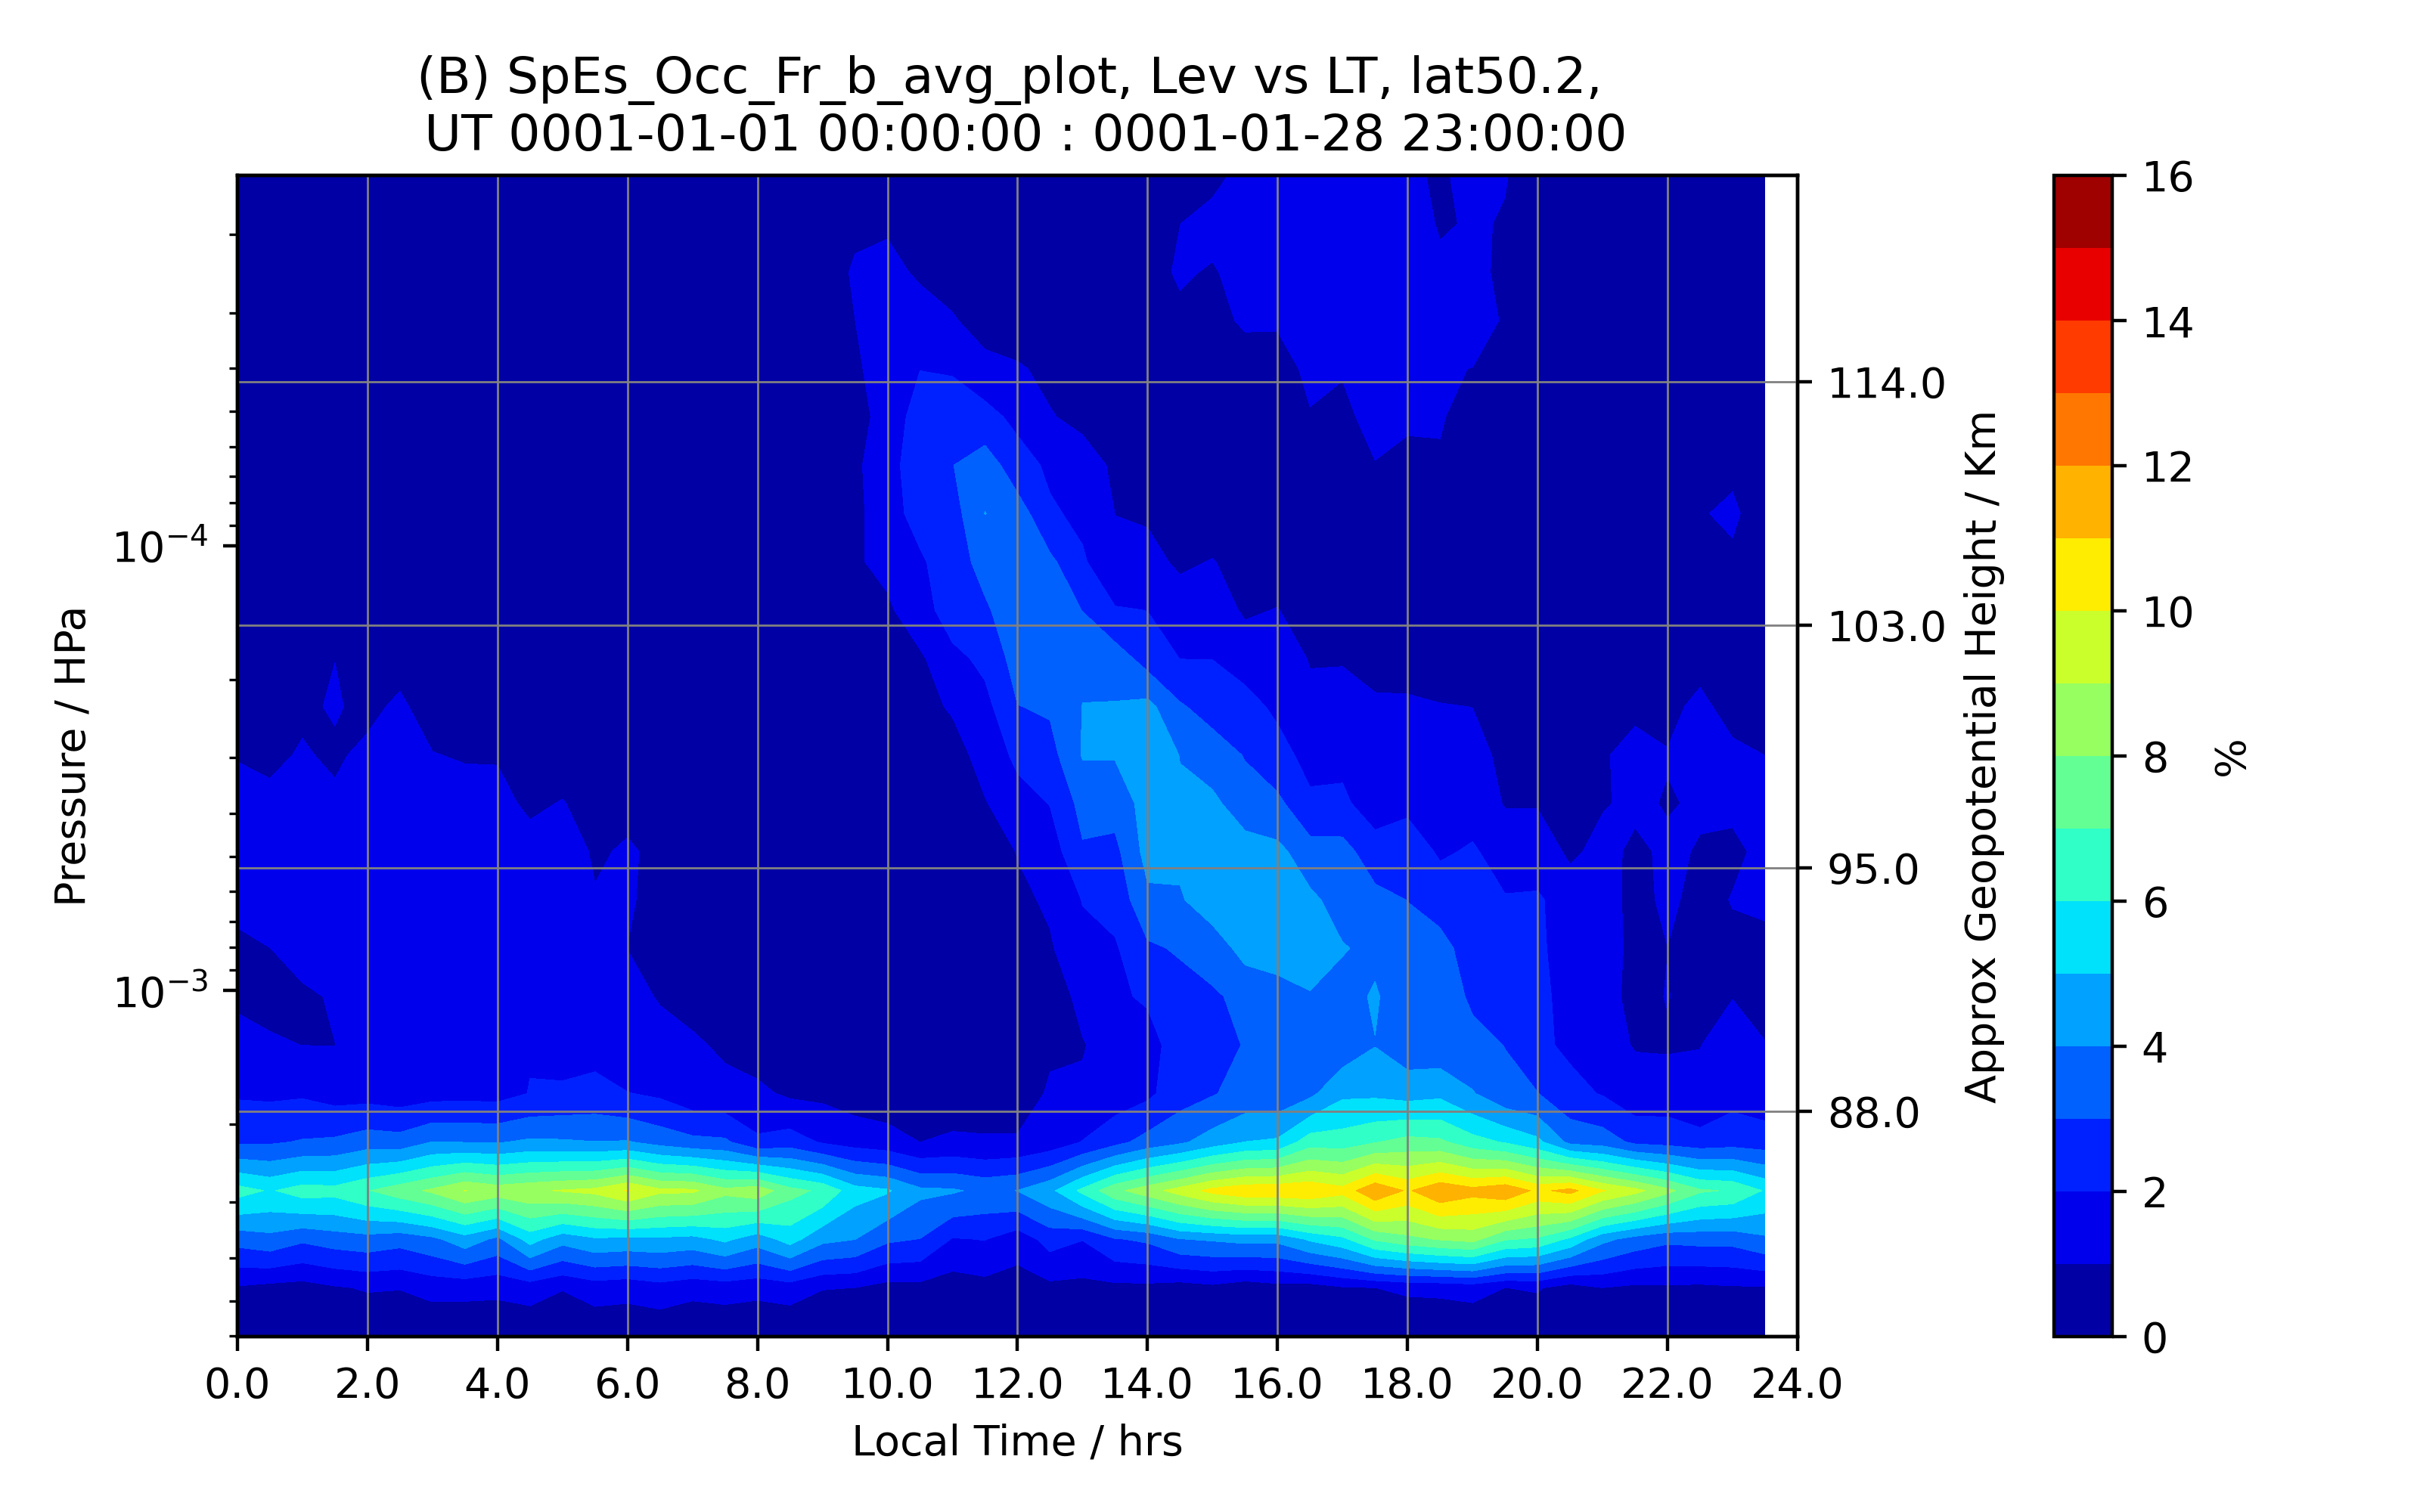 (B) SpEs_Occ_Fr_b_avg_plot, Lev vs LT, lat50.2,
UT 0001-01-01 00:00:00 : 0001-01-28 23:00:00
Pressure / HPa
10⁻⁴
10⁻³
0.0 2.0 4.0 6.0 8.0 10.0 12.0 14.0 16.0 18.0 20.0 22.0 24.0
Local Time / hrs
114.0
103.0
95.0
88.0
Approx Geopotential Height / Km
16
14
12
10
8
6
4
2
0
%